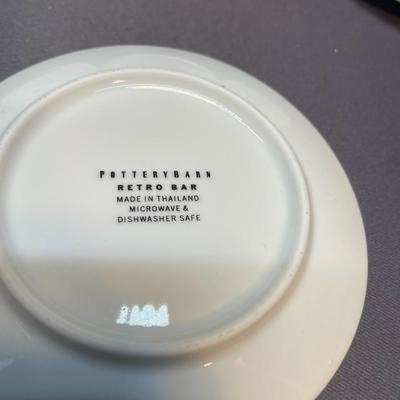 POTTERYBARN
RETRO BAR
MADE IN THAILAND
MICROWAVE &
DISHWASHER SAFE